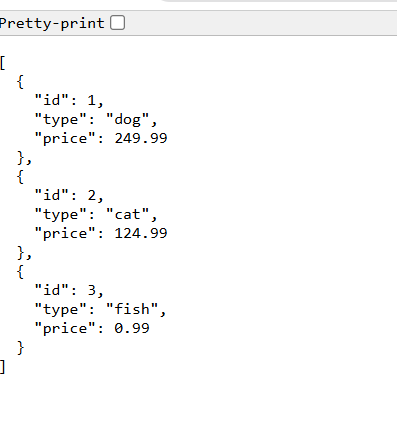 Pretty-print
[
  {
    "id": 1,
    "type": "dog",
    "price": 249.99
  },
  {
    "id": 2,
    "type": "cat",
    "price": 124.99
  },
  {
    "id": 3,
    "type": "fish",
    "price": 0.99
  }
]